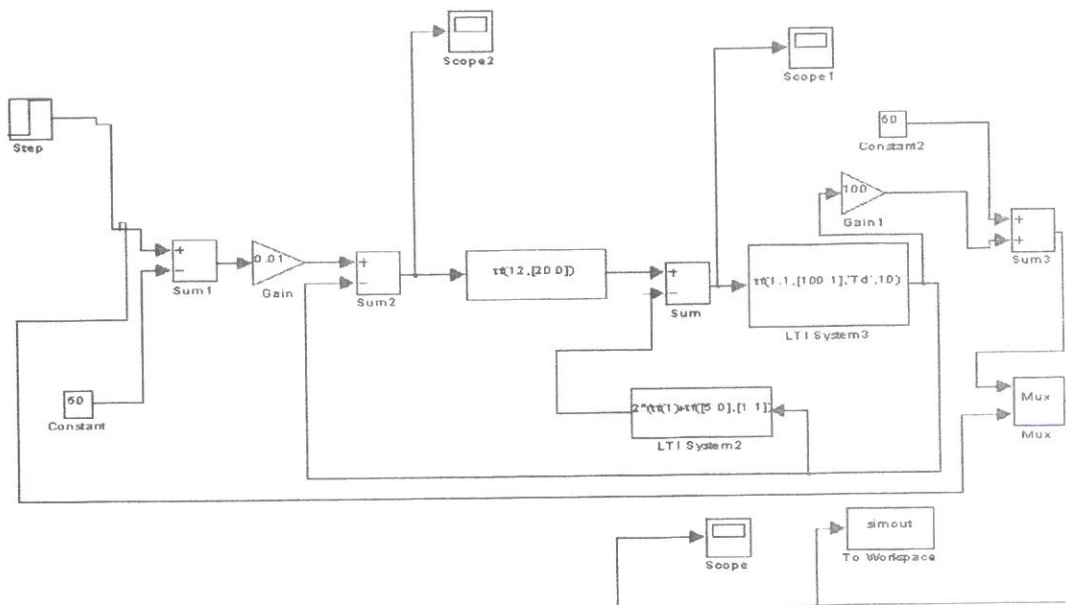 Scope2
Scope1
Step
60
Constant2
100
Gain1
+
+
Sum3
+
−
Sum1
0.01
Gain
+
−
Sum2
tf(12,[20 0])
+
−
Sum
tf(1.1,[100 1],'Td',10)
LTI System3
60
Constant
2*(tf(1)+tf([5 0],[1 1])
LTI System2
Mux
Mux
Scope
simout
To Workspace